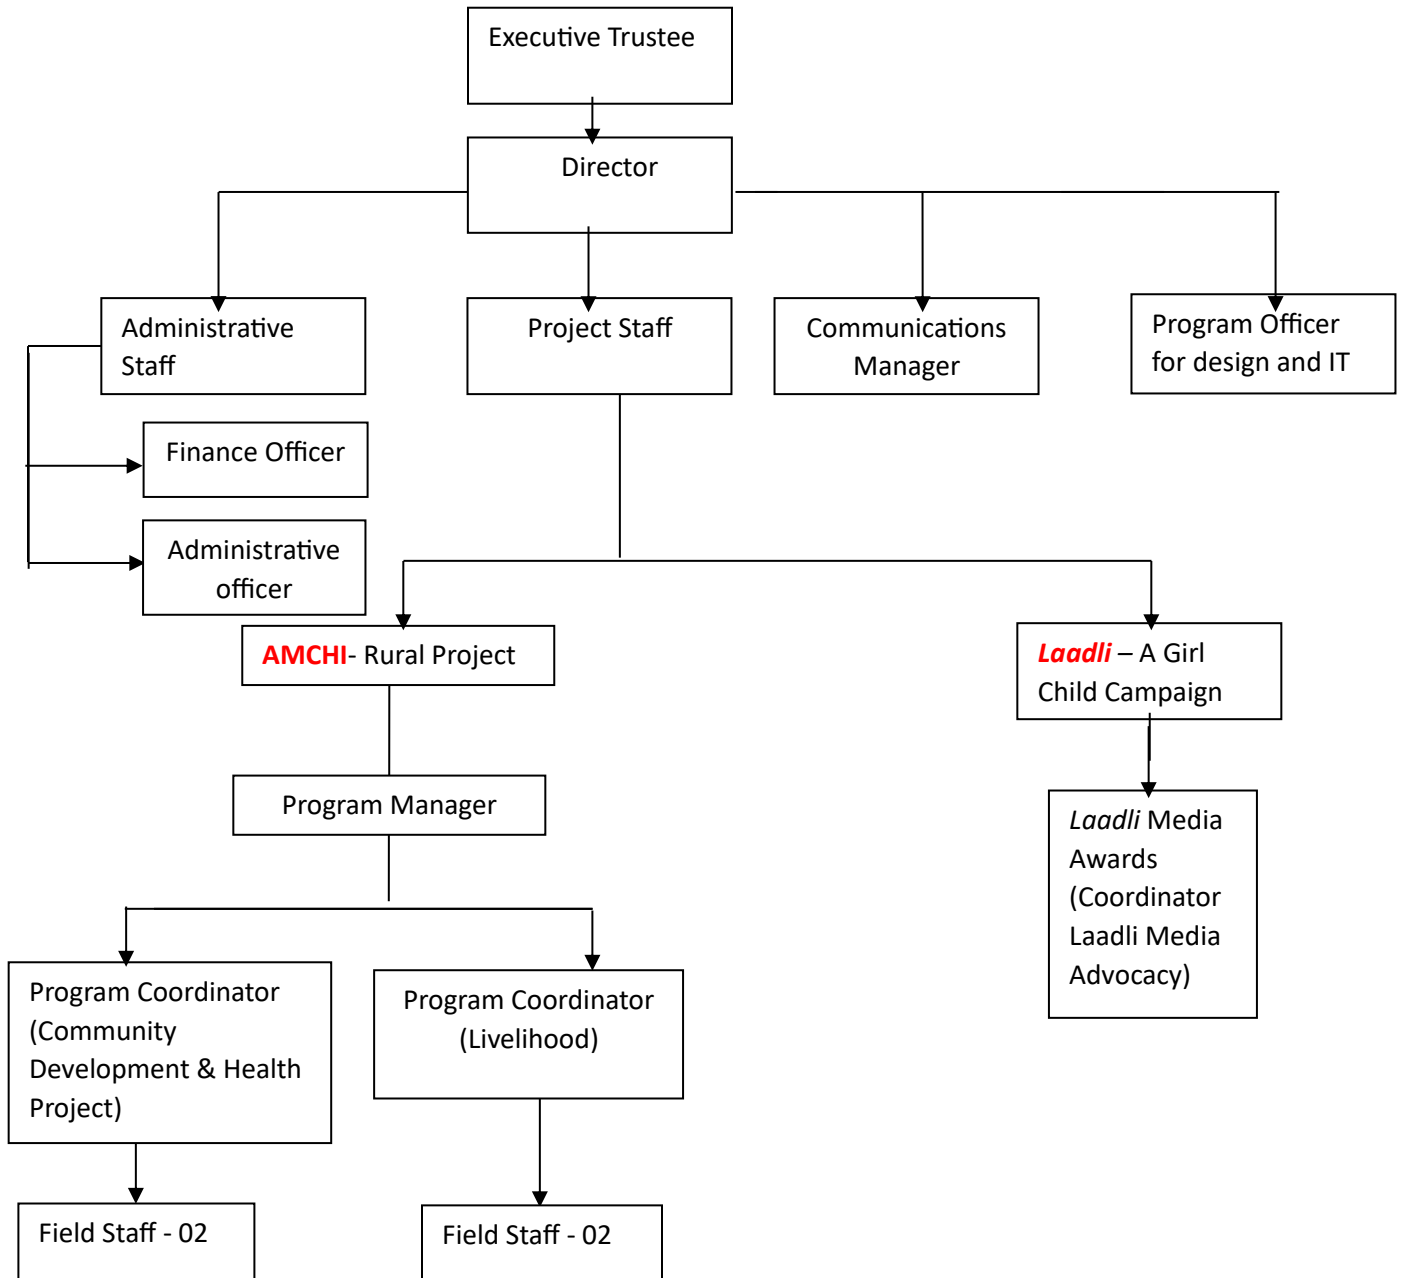 Executive Trustee
Director
Administrative
Staff
Project Staff
Communications
Manager
Program Officer
for design and IT
Finance Officer
Administrative
officer
AMCHI- Rural Project
Laadli – A Girl
Child Campaign
Program Manager
Laadli Media
Awards
(Coordinator
Laadli Media
Advocacy)
Program Coordinator
(Community
Development & Health
Project)
Program Coordinator
(Livelihood)
Field Staff - 02
Field Staff - 02